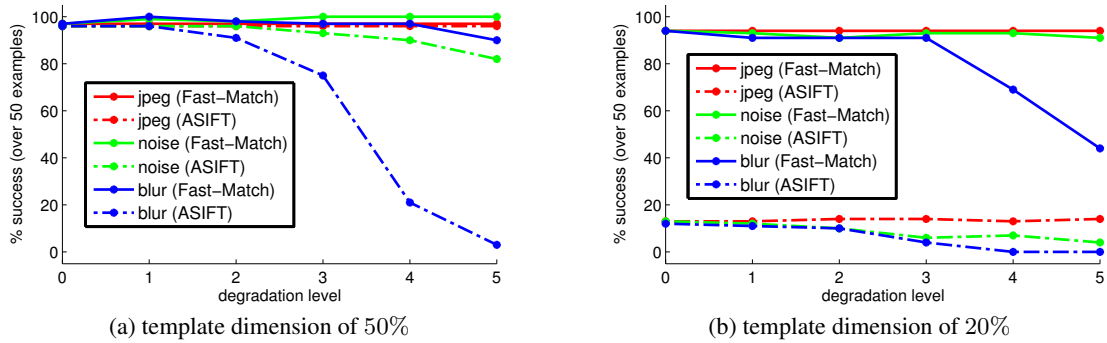 100
80
60
40
20
0
% success (over 50 examples)
jpeg (Fast−Match)
jpeg (ASIFT)
noise (Fast−Match)
noise (ASIFT)
blur (Fast−Match)
blur (ASIFT)
0 1 2 3 4 5
degradation level
(a) template dimension of 50%
100
80
60
40
20
0
% success (over 50 examples)
jpeg (Fast−Match)
jpeg (ASIFT)
noise (Fast−Match)
noise (ASIFT)
blur (Fast−Match)
blur (ASIFT)
0 1 2 3 4 5
degradation level
(b) template dimension of 20%